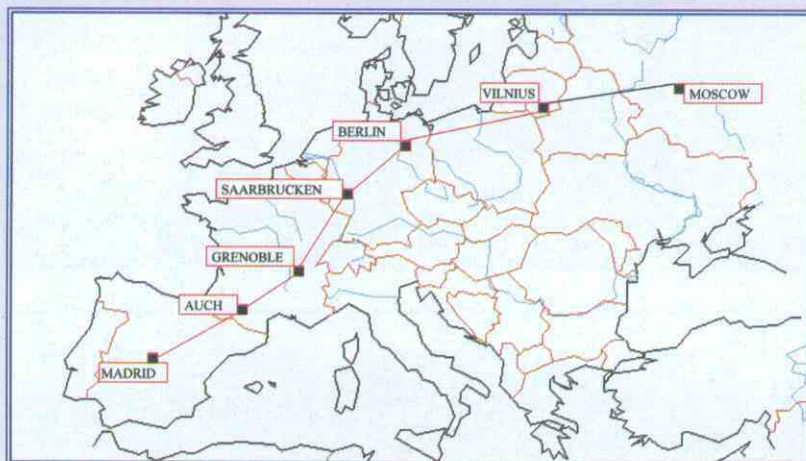 VILNIUS
MOSCOW
BERLIN
SAARBRUCKEN
GRENOBLE
AUCH
MADRID